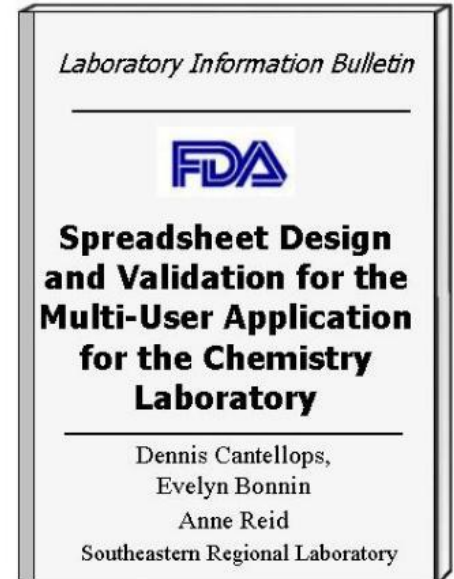 Laboratory Information Bulletin
FDA
Spreadsheet Design
and Validation for the
Multi-User Application
for the Chemistry
Laboratory
Dennis Cantellops,
Evelyn Bonnin
Anne Reid
Southeastern Regional Laboratory